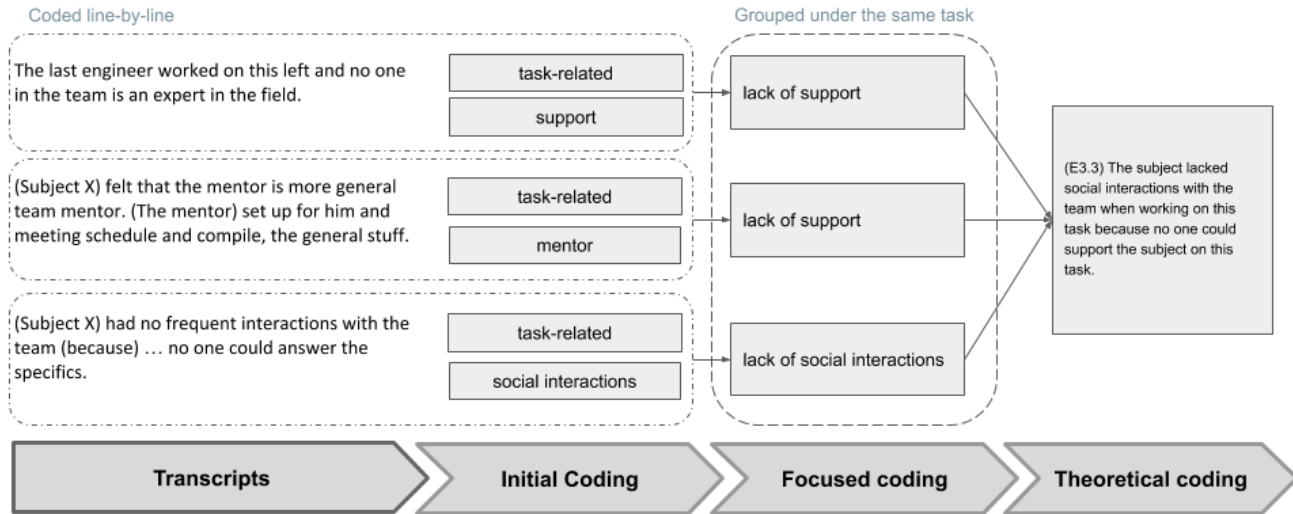 Coded line-by-line
Grouped under the same task
The last engineer worked on this left and no one
in the team is an expert in the field.
task-related
support
lack of support
(Subject X) felt that the mentor is more general
team mentor. (The mentor) set up for him and
meeting schedule and compile, the general stuff.
task-related
mentor
lack of support
(Subject X) had no frequent interactions with the
team (because) … no one could answer the
specifics.
task-related
social interactions
lack of social interactions
(E3.3) The subject lacked
social interactions with the
team when working on this
task because no one could
support the subject on this
task.
Transcripts
Initial Coding
Focused coding
Theoretical coding